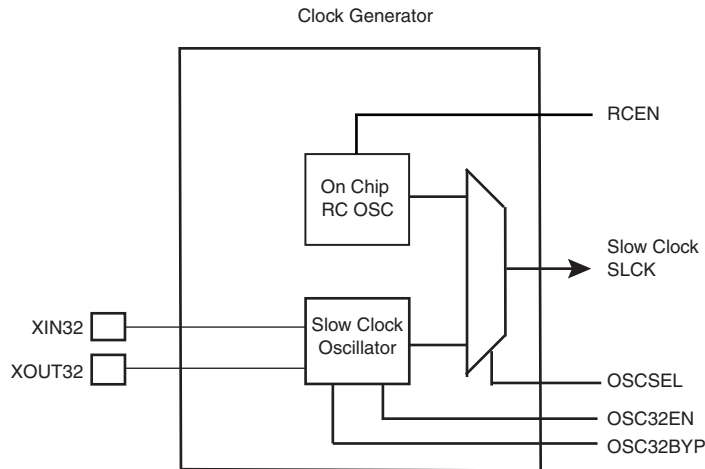 Clock Generator
RCEN
On Chip
RC OSC
Slow Clock
SLCK
XIN32
Slow Clock
Oscillator
XOUT32
OSCSEL
OSC32EN
OSC32BYP